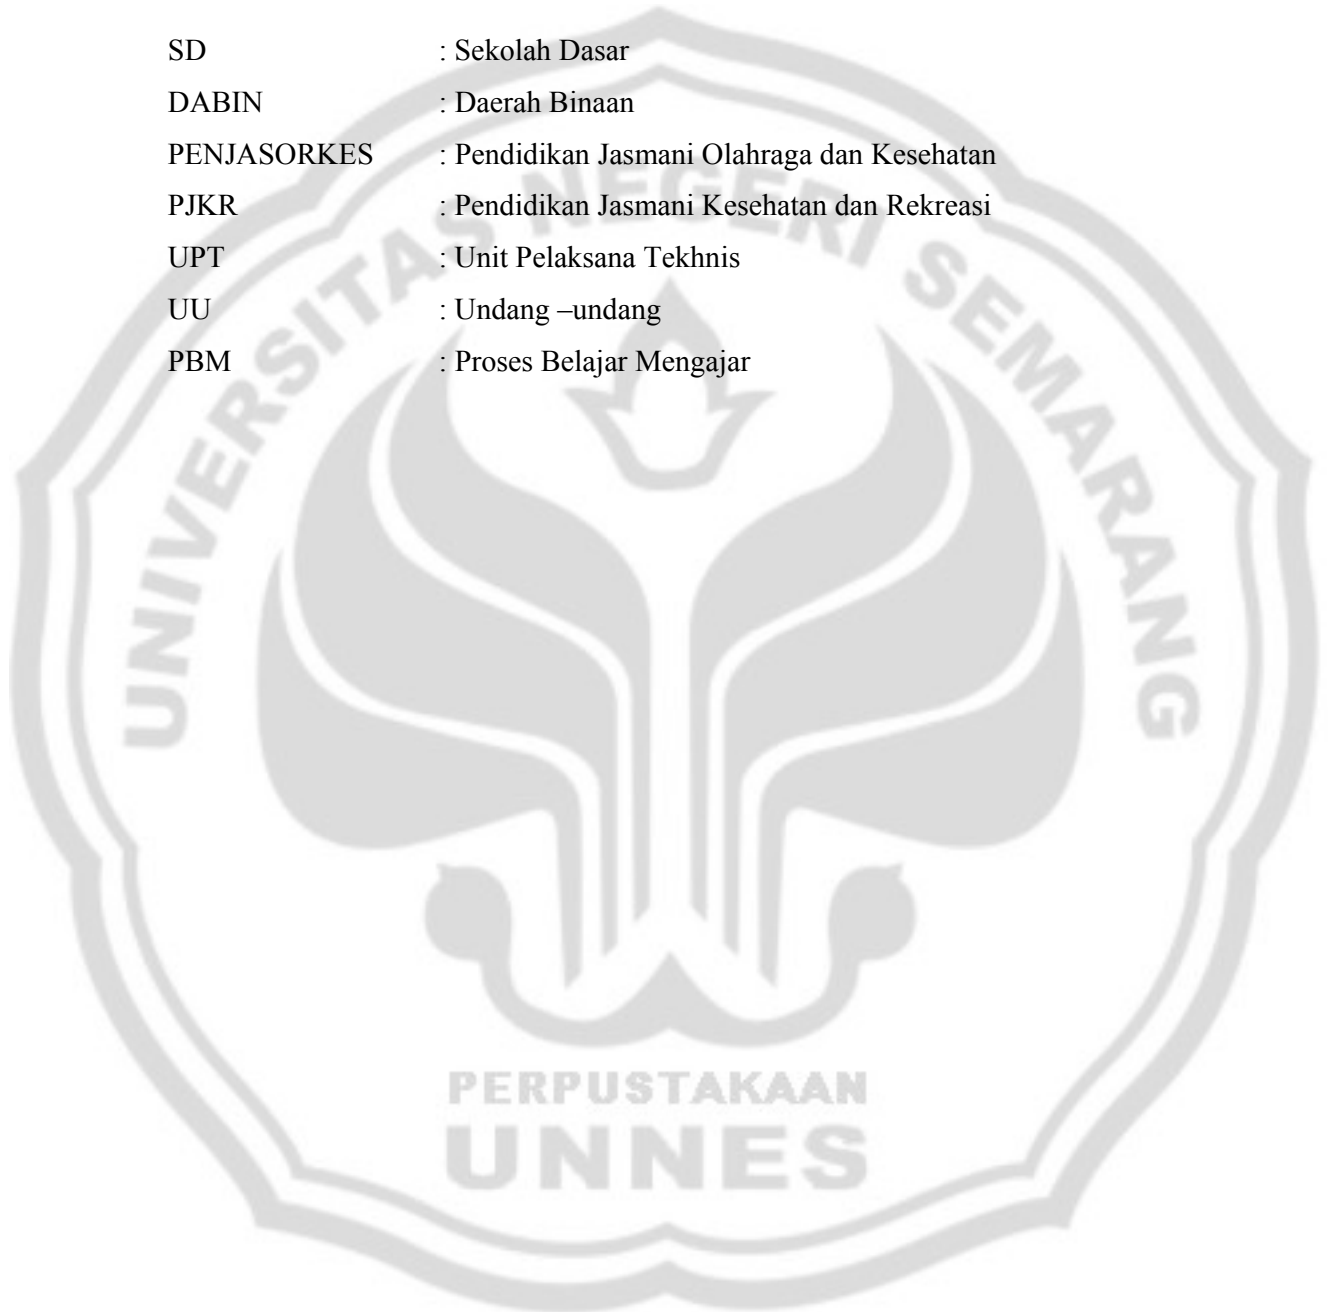 SD : Sekolah Dasar
DABIN : Daerah Binaan
PENJASORKES : Pendidikan Jasmani Olahraga dan Kesehatan
PJKR : Pendidikan Jasmani Kesehatan dan Rekreasi
UPT : Unit Pelaksana Tekhnis
UU : Undang –undang
PBM : Proses Belajar Mengajar
UNIVERSITAS NEGERI SEMARANG
PERPUSTAKAAN
UNNES